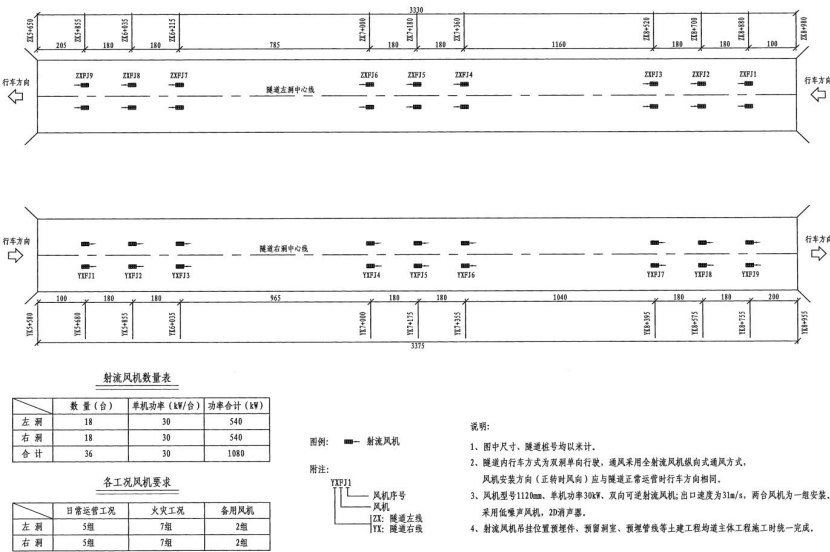 3330
ZK5+650 ZK5+855 ZK6+035 ZK6+215 ZK7+000 ZK7+180 ZK7+360 ZK8+520 ZK8+700 ZK8+880 ZK8+980
205 180 180 785 180 180 1160 180 180 100
行车方向 ZXFJ9 ZXFJ8 ZXFJ7 ZXFJ6 ZXFJ5 ZXFJ4 ZXFJ3 ZXFJ2 ZXFJ1 行车方向
隧道左洞中心线
行车方向 隧道右洞中心线 行车方向
YXFJ1 YXFJ2 YXFJ3 YXFJ4 YXFJ5 YXFJ6 YXFJ7 YXFJ8 YXFJ9
100 180 180 965 180 180 1040 180 180 200
YK5+580 YK5+680 YK5+855 YK6+035 YK7+000 YK7+175 YK7+355 YK8+395 YK8+575 YK8+755 YK8+955
3375
射流风机数量表
数 量（台） 单机功率（kW/台） 功率合计（kW）
左 洞 18 30 540
右 洞 18 30 540
合 计 36 30 1080
各工况风机要求
日常运营工况 火灾工况 备用风机
左 洞 5组 7组 2组
右 洞 5组 7组 2组
图例: 射流风机
附注:
YXFJ1
风机序号
风机
ZX: 隧道左线
YX: 隧道右线
说明:
1、图中尺寸、隧道桩号均以米计。
2、隧道内行车方式为双洞单向行驶，通风采用全射流风机纵向式通风方式，
风机安装方向（正转时风向）应与隧道正常运营时行车方向相同。
3、风机型号1120mm、单机功率30kW、双向可逆射流风机;出口速度为31m/s，两台风机为一组安装。
采用低噪声风机，2D消声器。
4、射流风机吊挂位置预埋件、预留洞室、预埋管线等土建工程均道主体工程施工时统一完成。